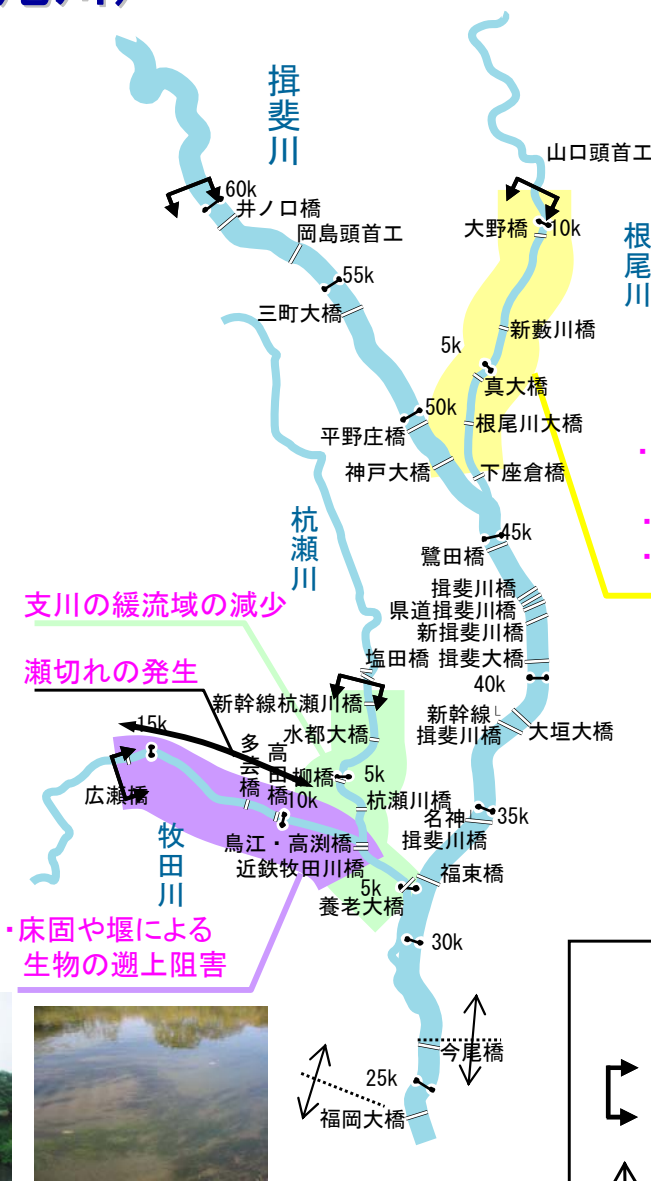 揖斐川
山口頭首工
60k
井ノ口橋
大野橋
10k
岡島頭首工
根尾川
55k
三町大橋
新藪川橋
5k
真大橋
50k
平野庄橋
根尾川大橋
神戸大橋
下座倉橋
杭瀬川
45k
鷺田橋
支川の緩流域の減少
揖斐川橋
県道揖斐川橋
新揖斐川橋
塩田橋
揖斐大橋
瀬切れの発生
40k
新幹線杭瀬川橋
新幹線
揖斐川橋
大垣大橋
15k
多芸橋
高田橋
水都大橋
柳橋
5k
広瀬橋
10k
杭瀬川橋
名神
揖斐川橋
35k
牧田川
烏江・高渕橋
近鉄牧田川橋
福束橋
5k
養老大橋
・床固や堰による
生物の遡上阻害
30k
今尾橋
25k
福岡大橋